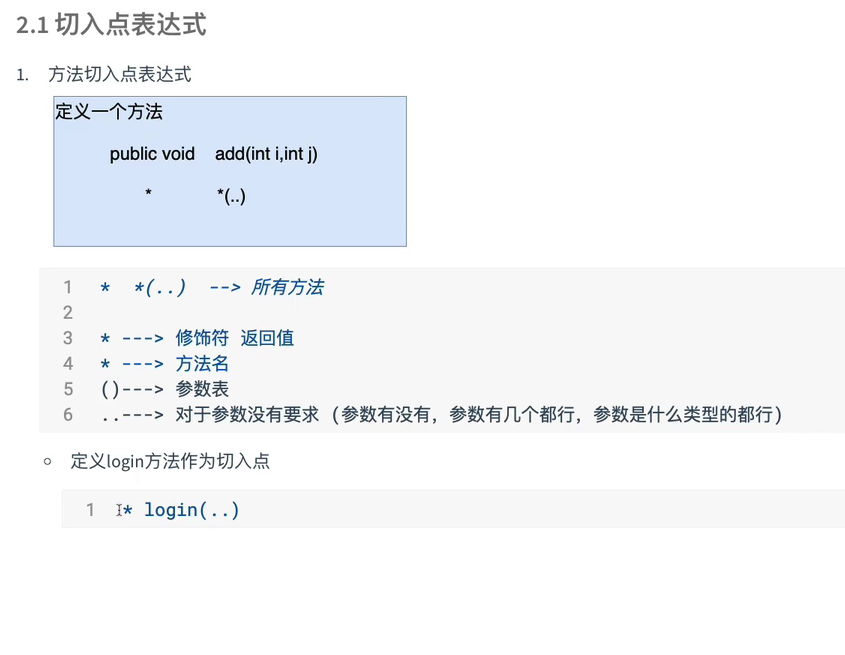 2.1 切入点表达式
1. 方法切入点表达式
定义一个方法
public void add(int i,int j)
* *(..)
1 * *(..) --> 所有方法
2
3 * ---> 修饰符 返回值
4 * ---> 方法名
5 ()---> 参数表
6 ..---> 对于参数没有要求 (参数有没有，参数有几个都行，参数是什么类型的都行)
定义login方法作为切入点
1 * login(..)